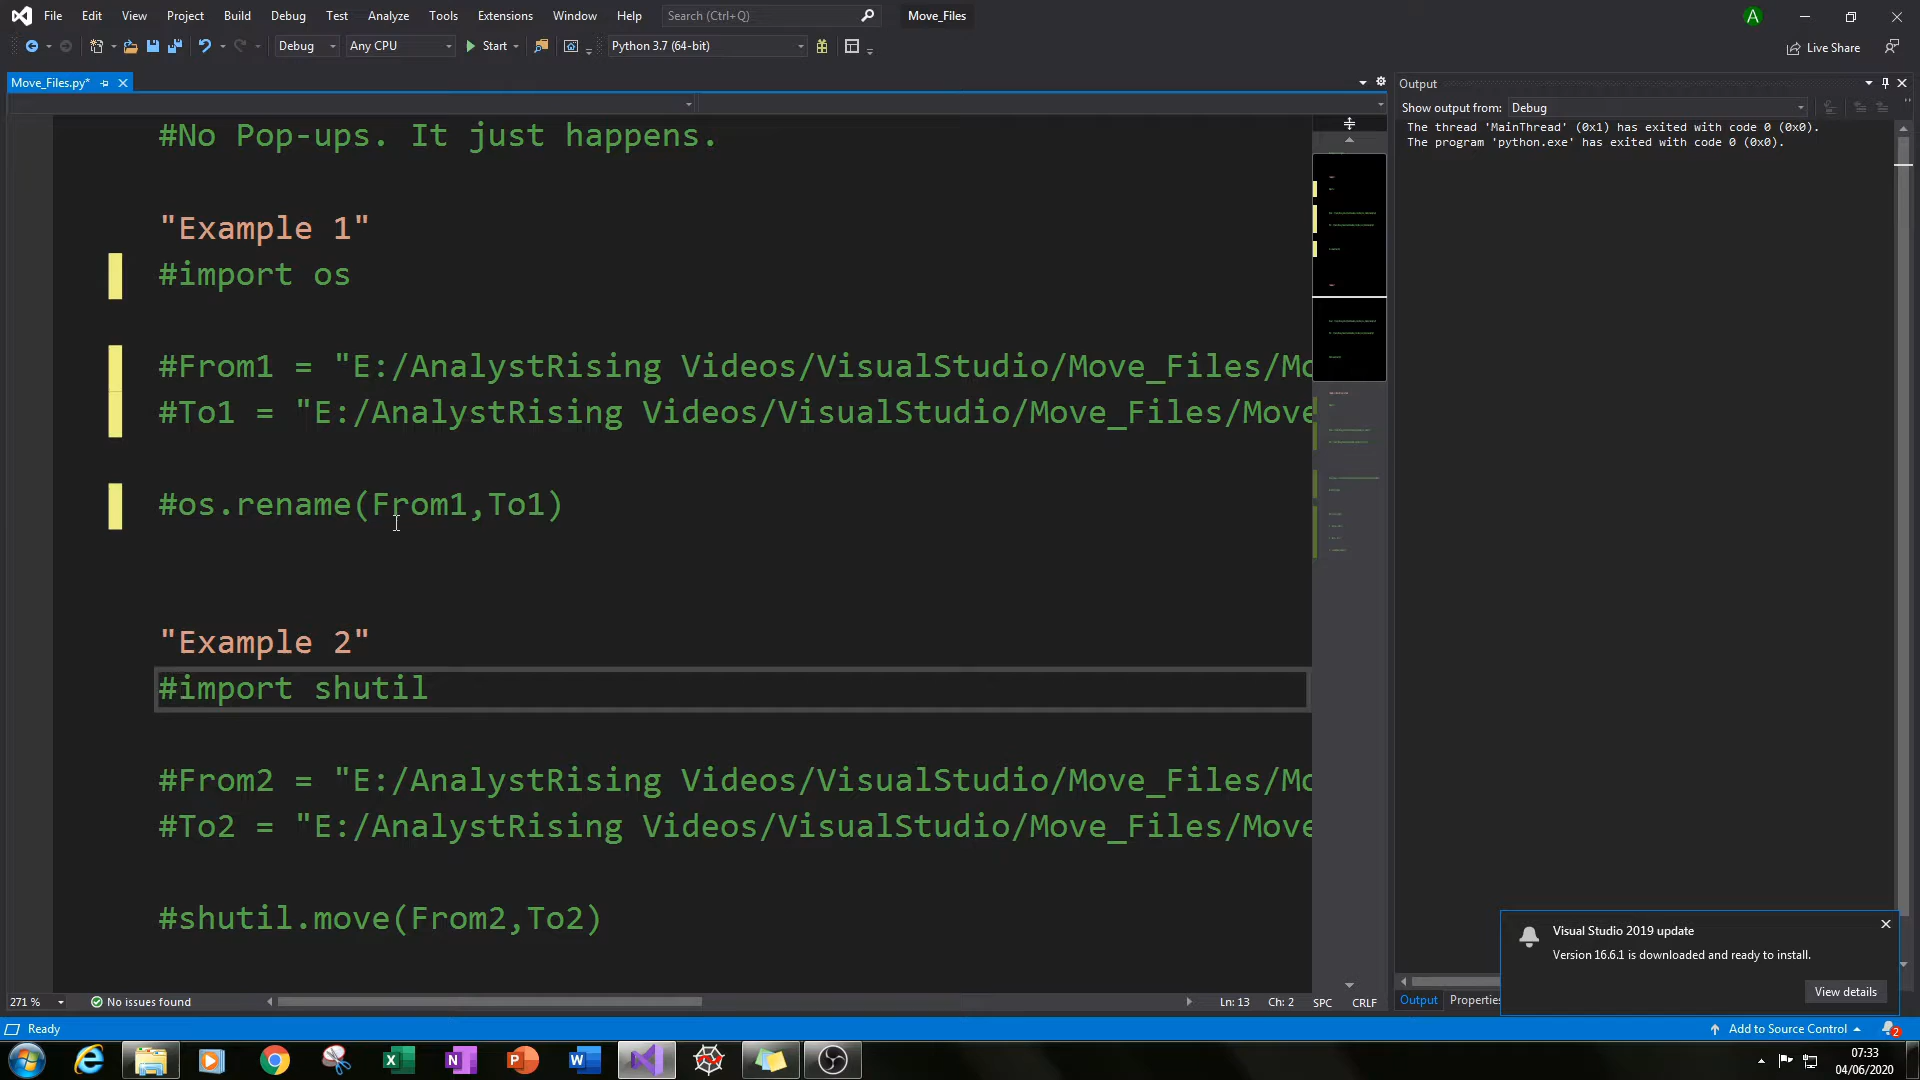 File Edit View Project Build Debug Test Analyze Tools Extensions Window Help Search (Ctrl+Q) Move_Files A
Debug Any CPU Start Python 3.7 (64-bit) Live Share
Move_Files.py*
#No Pop-ups. It just happens.
"Example 1"
#import os
#From1 = "E:/AnalystRising Videos/VisualStudio/Move_Files/Mo
#To1 = "E:/AnalystRising Videos/VisualStudio/Move_Files/Move
#os.rename(From1,To1)
"Example 2"
#import shutil
#From2 = "E:/AnalystRising Videos/VisualStudio/Move_Files/Mo
#To2 = "E:/AnalystRising Videos/VisualStudio/Move_Files/Move
#shutil.move(From2,To2)
271 % No issues found Ln: 13 Ch: 2 SPC CRLF
Output
Show output from: Debug
The thread 'MainThread' (0x1) has exited with code 0 (0x0).
The program 'python.exe' has exited with code 0 (0x0).
Visual Studio 2019 update
Version 16.6.1 is downloaded and ready to install.
View details
Output Properties
Ready Add to Source Control 2
07:33
04/06/2020